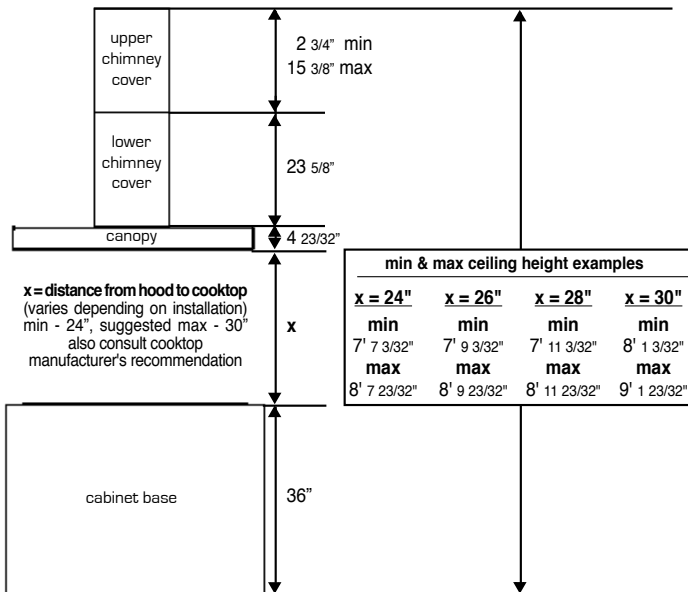 upper
chimney
cover
2 3/4” min
15 3/8” max
lower
chimney
cover
23 5/8”
canopy
4 23/32”
x = distance from hood to cooktop
(varies depending on installation)
min - 24”, suggested max - 30”
also consult cooktop
manufacturer's recommendation
x
min & max ceiling height examples
x = 24" x = 26" x = 28" x = 30"
min min min min
7' 7 3/32" 7' 9 3/32" 7' 11 3/32" 8' 1 3/32"
max max max max
8' 7 23/32" 8' 9 23/32" 8' 11 23/32" 9' 1 23/32"
cabinet base
36”